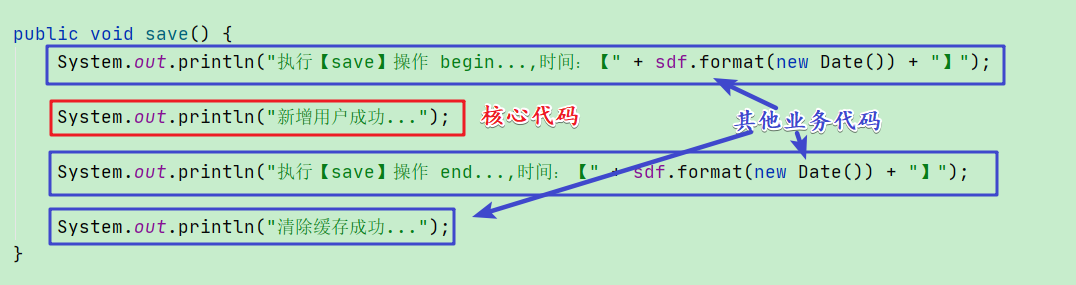 public void save() {
System.out.println("执行【save】操作 begin...,时间：【" + sdf.format(new Date()) + "】");
System.out.println("新增用户成功...");
核心代码
其他业务代码
System.out.println("执行【save】操作 end...,时间：【" + sdf.format(new Date()) + "】");
System.out.println("清除缓存成功...");
}